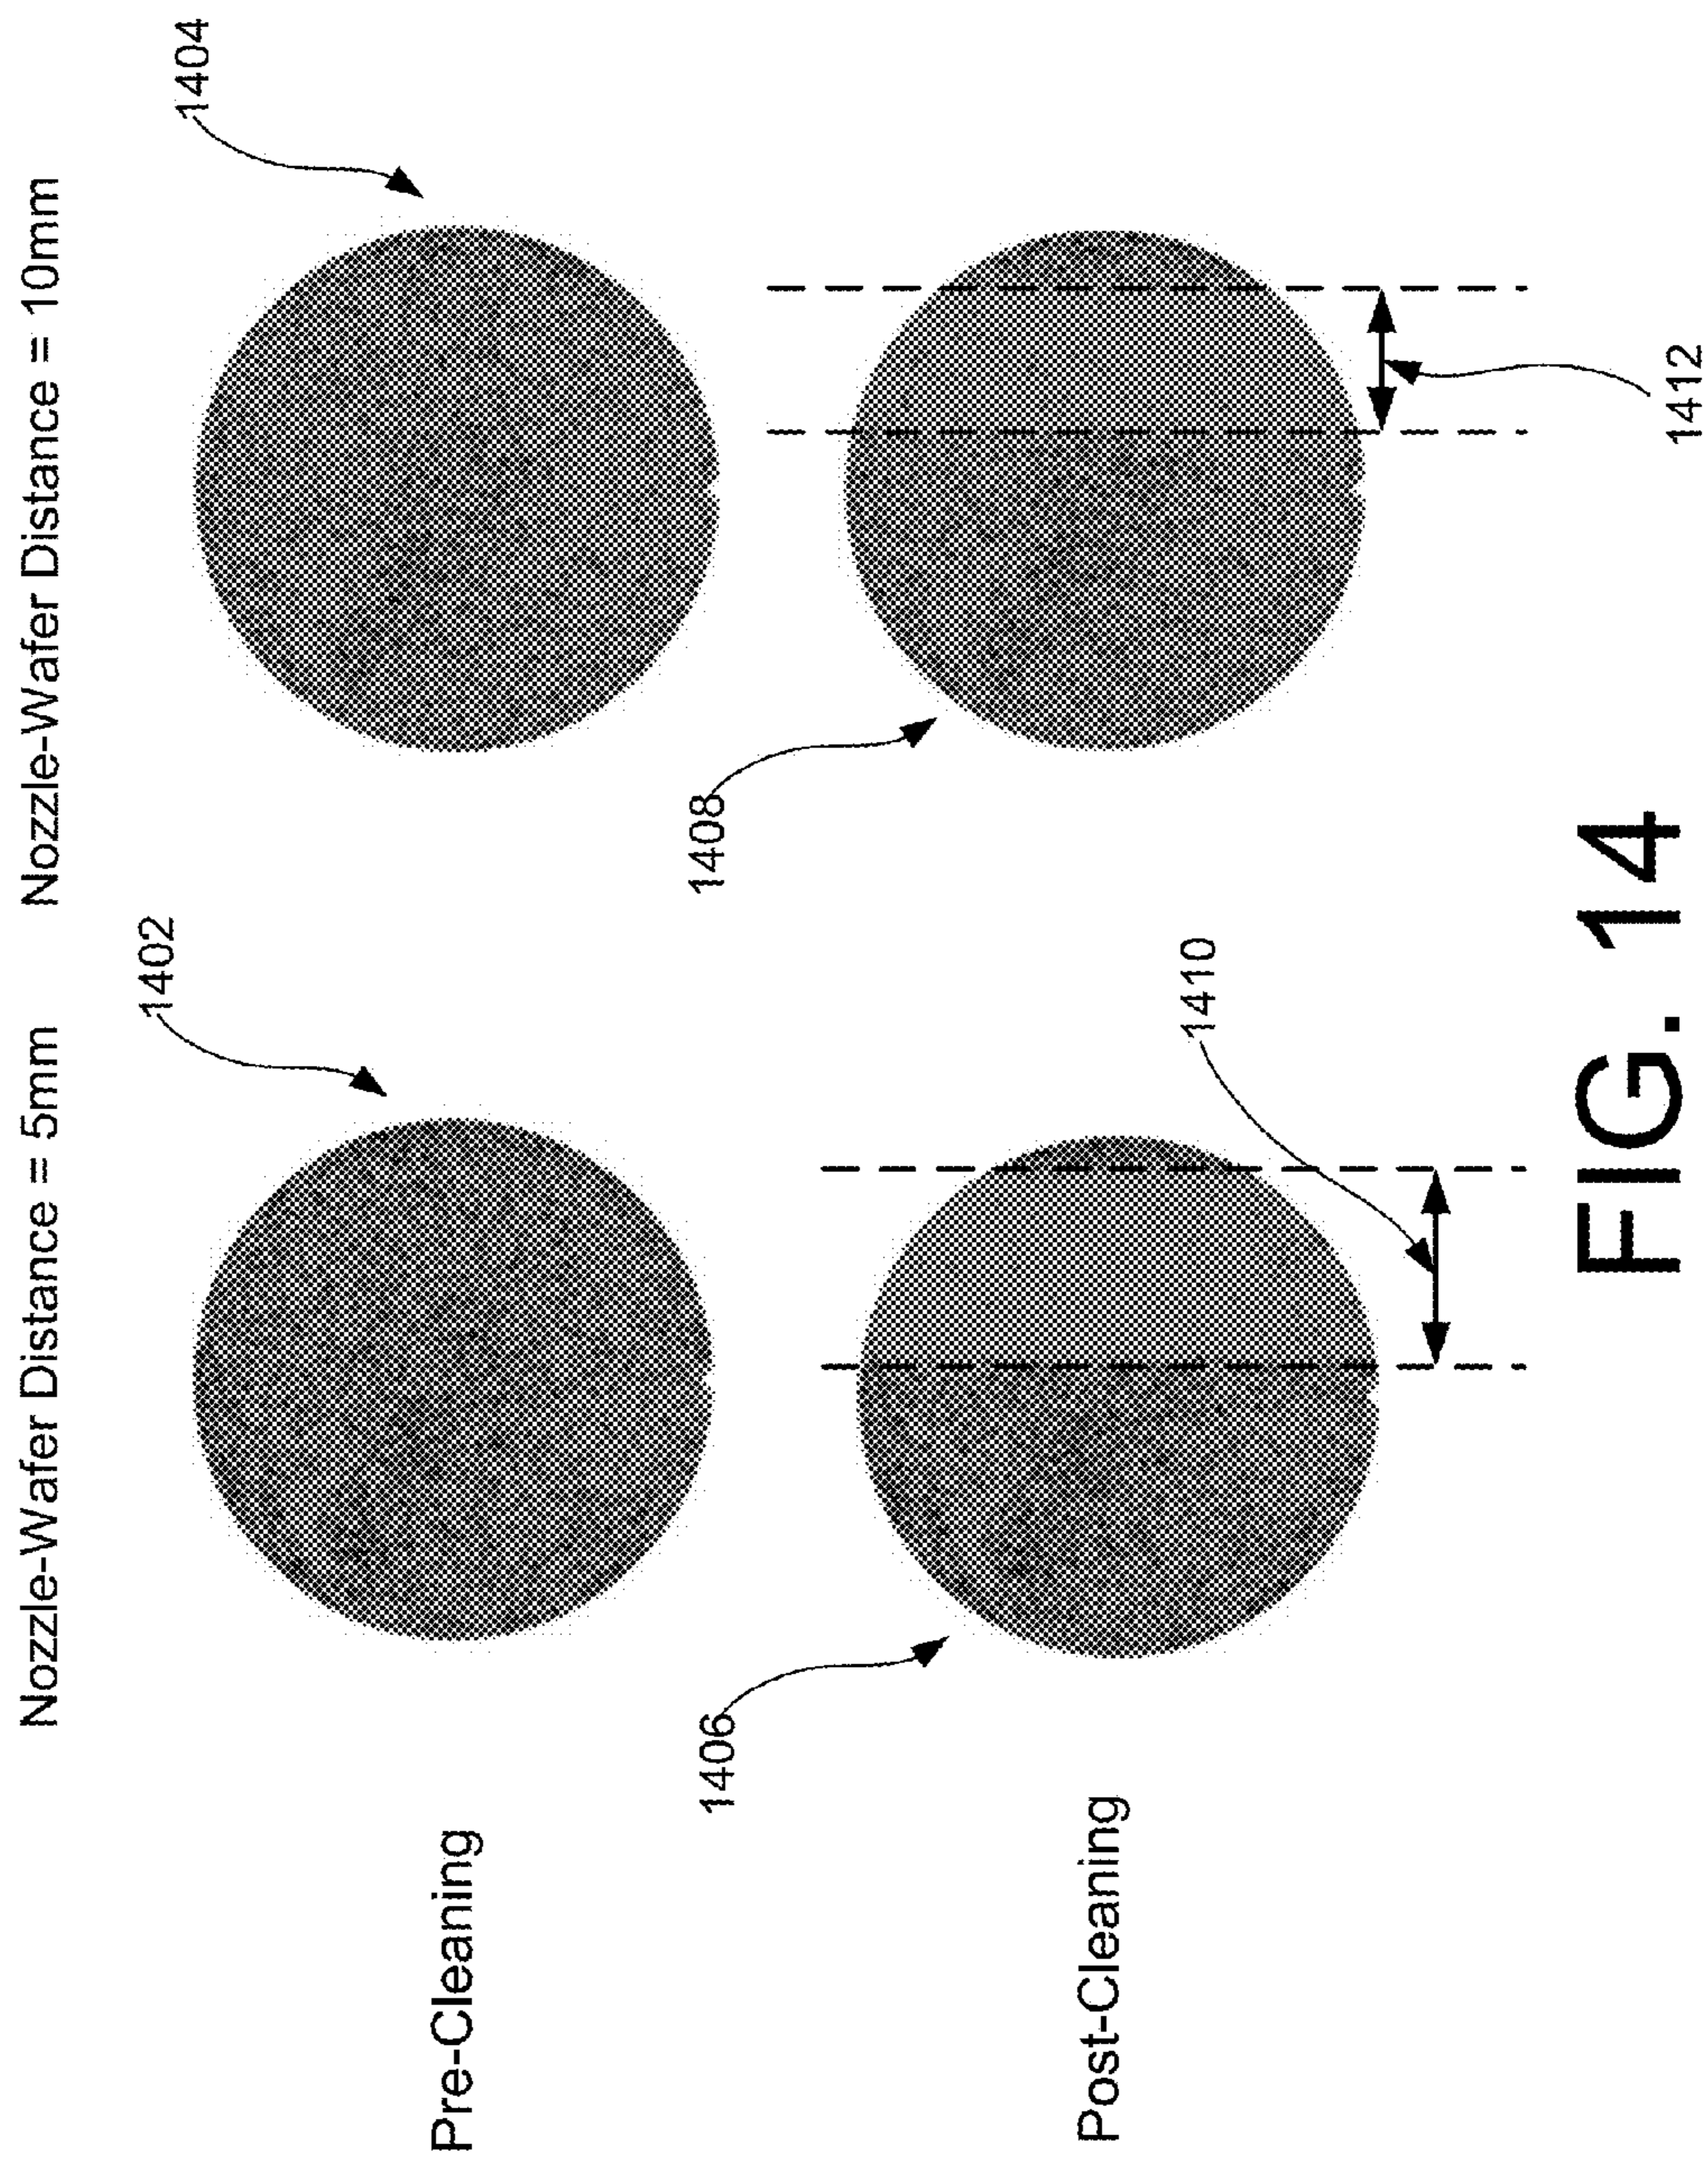 Nozzle-Wafer Distance = 5mm
Nozzle-Wafer Distance = 10mm
1402
1404
Pre-Cleaning
1406
1408
Post-Cleaning
1410
1412
FIG. 14